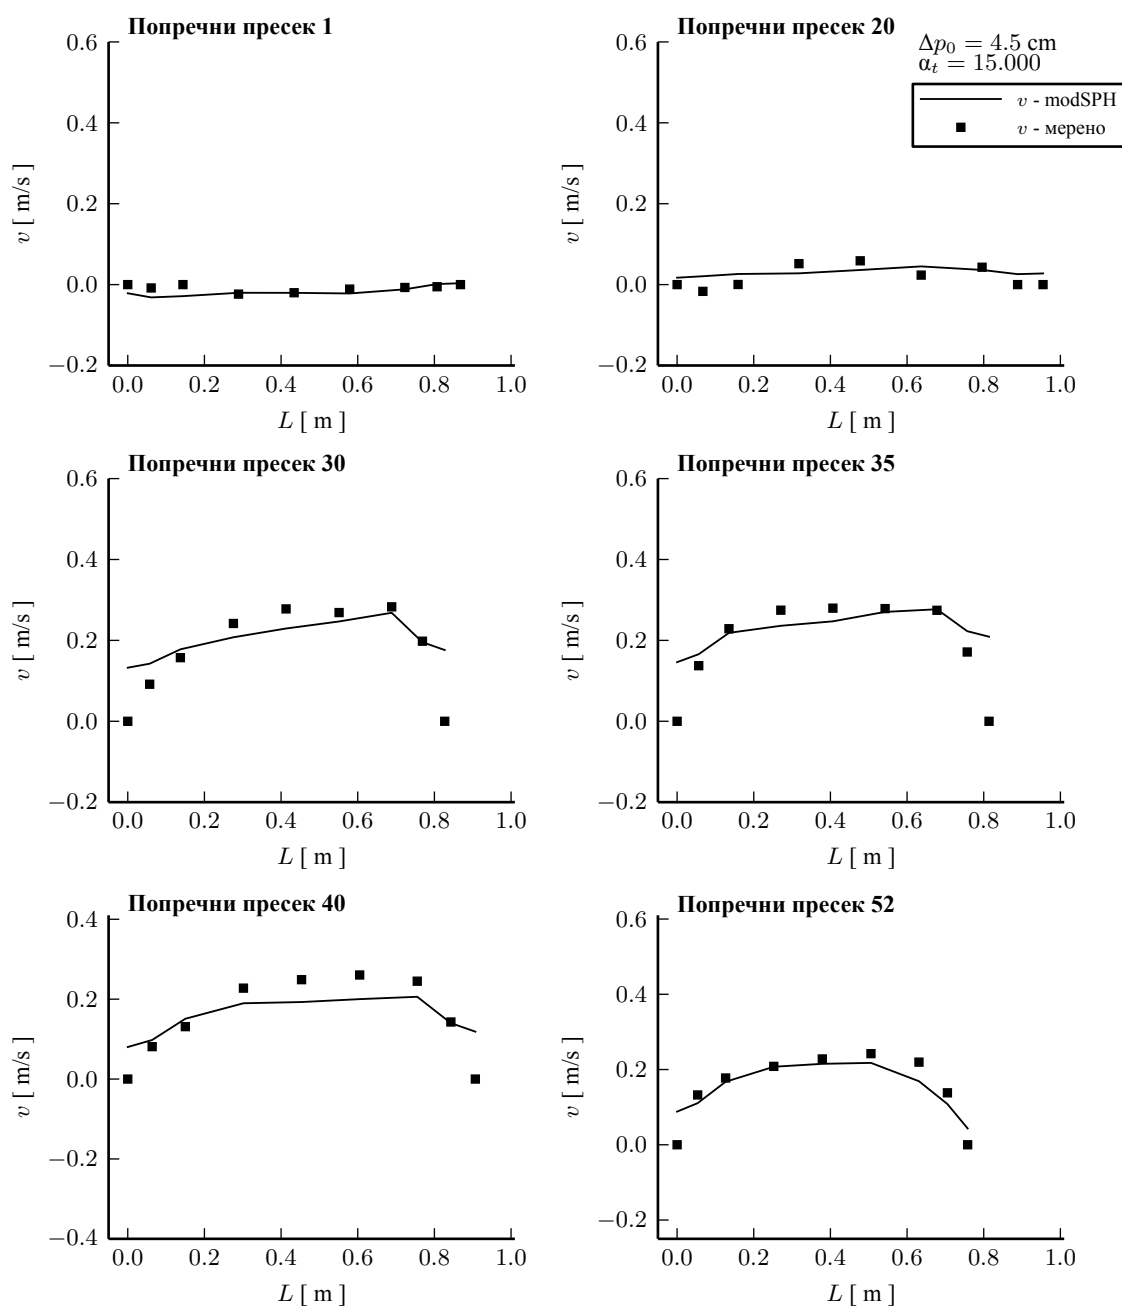 Попречни пресек 1
0.6
0.4
0.2
0.0
−0.2
v [ m/s ]
0.0 0.2 0.4 0.6 0.8 1.0
L [ m ]
Попречни пресек 20
Δp₀ = 4.5 cm
α_t = 15.000
v - modSPH
v - мерено
0.6
0.4
0.2
0.0
−0.2
v [ m/s ]
0.0 0.2 0.4 0.6 0.8 1.0
L [ m ]
Попречни пресек 30
0.6
0.4
0.2
0.0
−0.2
v [ m/s ]
0.0 0.2 0.4 0.6 0.8 1.0
L [ m ]
Попречни пресек 35
0.6
0.4
0.2
0.0
−0.2
v [ m/s ]
0.0 0.2 0.4 0.6 0.8 1.0
L [ m ]
Попречни пресек 40
0.4
0.2
0.0
−0.2
−0.4
v [ m/s ]
0.0 0.2 0.4 0.6 0.8 1.0
L [ m ]
Попречни пресек 52
0.6
0.4
0.2
0.0
−0.2
v [ m/s ]
0.0 0.2 0.4 0.6 0.8 1.0
L [ m ]